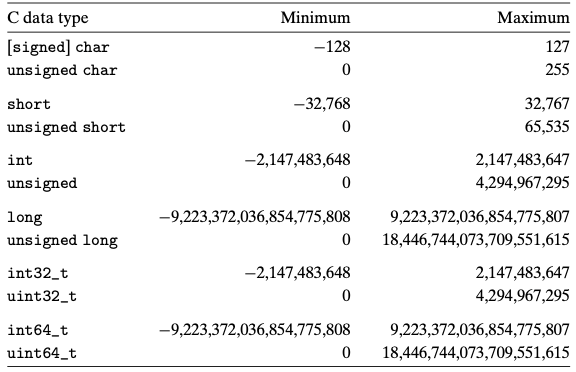 C data type Minimum Maximum
[signed] char −128 127
unsigned char 0 255
short −32,768 32,767
unsigned short 0 65,535
int −2,147,483,648 2,147,483,647
unsigned 0 4,294,967,295
long −9,223,372,036,854,775,808 9,223,372,036,854,775,807
unsigned long 0 18,446,744,073,709,551,615
int32_t −2,147,483,648 2,147,483,647
uint32_t 0 4,294,967,295
int64_t −9,223,372,036,854,775,808 9,223,372,036,854,775,807
uint64_t 0 18,446,744,073,709,551,615